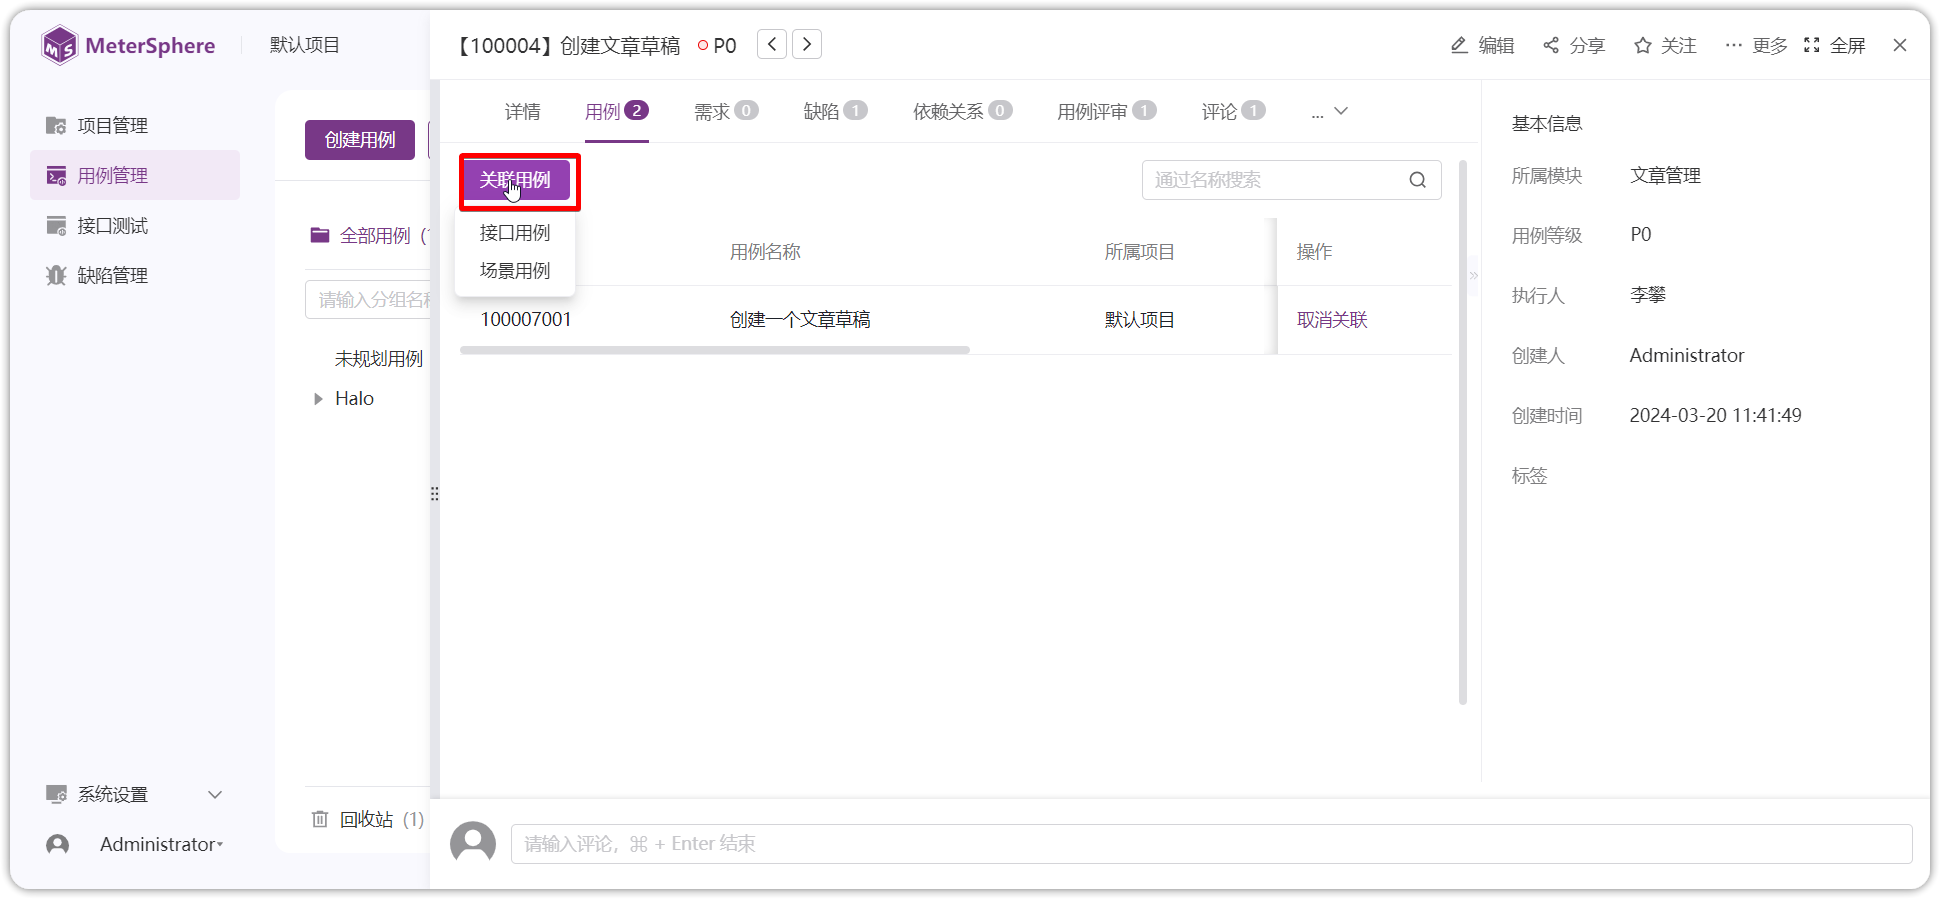 MeterSphere
默认项目
项目管理
用例管理
接口测试
缺陷管理
系统设置
Administrator
创建用例
全部用例
请输入分组名
未规划用例
Halo
回收站 (1)
【100004】创建文章草稿
P0
编辑
分享
关注
更多
全屏
详情
用例 2
需求 0
缺陷 1
依赖关系 0
用例评审 1
评论 1
...
关联用例
接口用例
场景用例
通过名称搜索
用例名称
所属项目
操作
100007001
创建一个文章草稿
默认项目
取消关联
基本信息
所属模块 文章管理
用例等级 P0
执行人 李攀
创建人 Administrator
创建时间 2024-03-20 11:41:49
标签
请输入评论，⌘ + Enter 结束